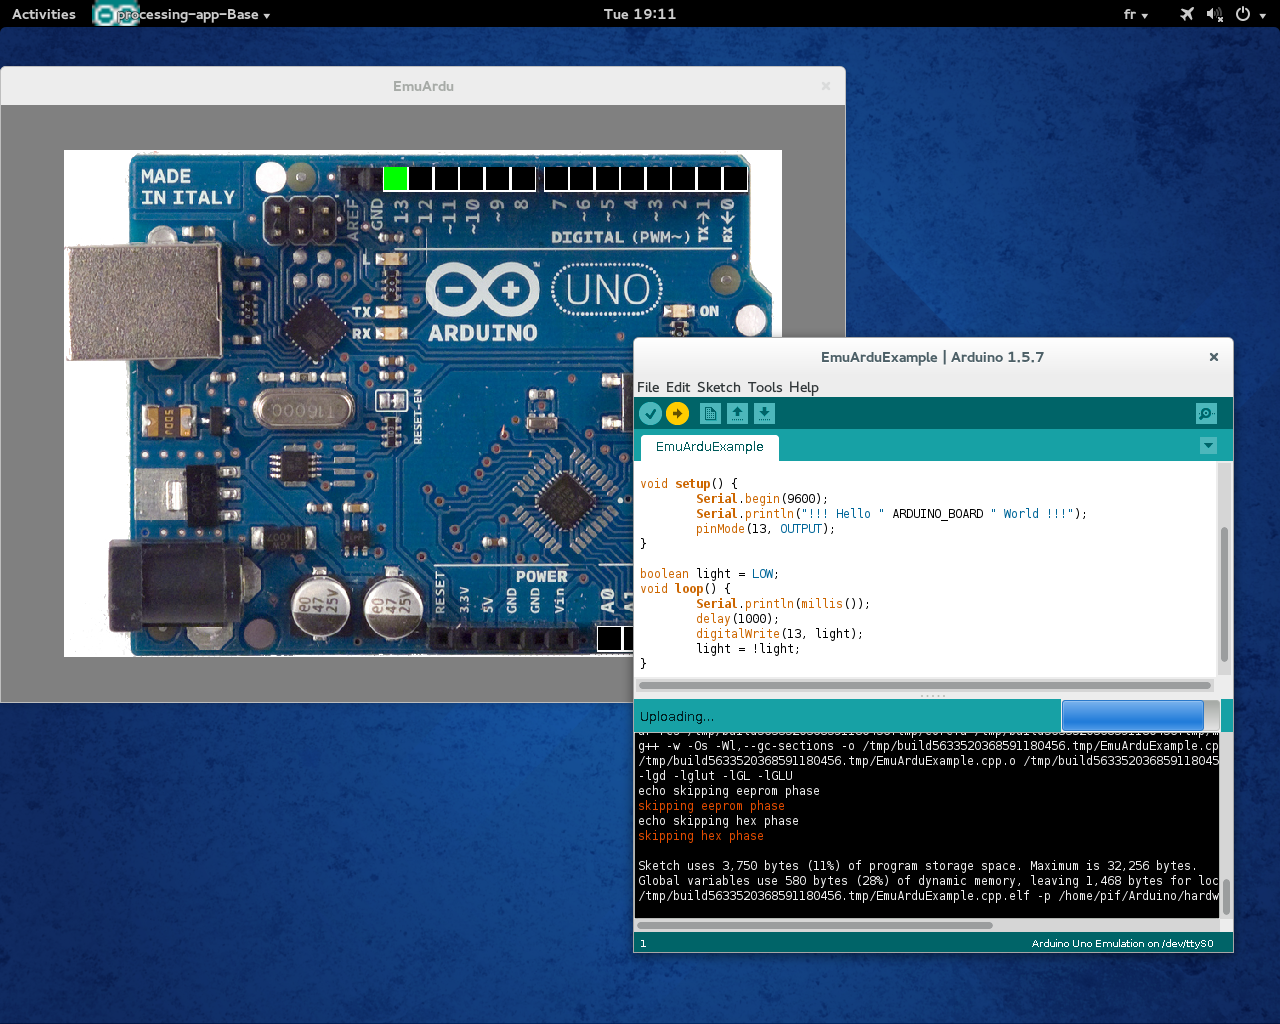 Activities
processing-app-Base
Tue 19:11
fr
EmuArdu
MADE
IN ITALY
AREF
GND
13
12
~11
~10
~9
8
7
~6
~5
4
~3
2
TX→1
RX←0
DIGITAL (PWM~)
L
TX
RX
ARDUINO
UNO
ON
RESET-EN
POWER
RESET
3.3V
5V
GND
GND
Vin
A0
A1
47
25V
47
25V
EmuArduExample | Arduino 1.5.7
File Edit Sketch Tools Help
EmuArduExample
void setup() {
Serial.begin(9600);
Serial.println("!!! Hello " ARDUINO_BOARD " World !!!");
pinMode(13, OUTPUT);
}
boolean light = LOW;
void loop() {
Serial.println(millis());
delay(1000);
digitalWrite(13, light);
light = !light;
}
Uploading...
g++ -w -Os -Wl,--gc-sections -o /tmp/build5633520368591180456.tmp/EmuArduExample.cp
/tmp/build5633520368591180456.tmp/EmuArduExample.cpp.o /tmp/build563352036859118045
-lgd -lglut -lGL -lGLU
echo skipping eeprom phase
skipping eeprom phase
echo skipping hex phase
skipping hex phase
Sketch uses 3,750 bytes (11%) of program storage space. Maximum is 32,256 bytes.
Global variables use 580 bytes (28%) of dynamic memory, leaving 1,468 bytes for loc
/tmp/build5633520368591180456.tmp/EmuArduExample.cpp.elf -p /home/pif/Arduino/hardw
1
Arduino Uno Emulation on /dev/ttyS0